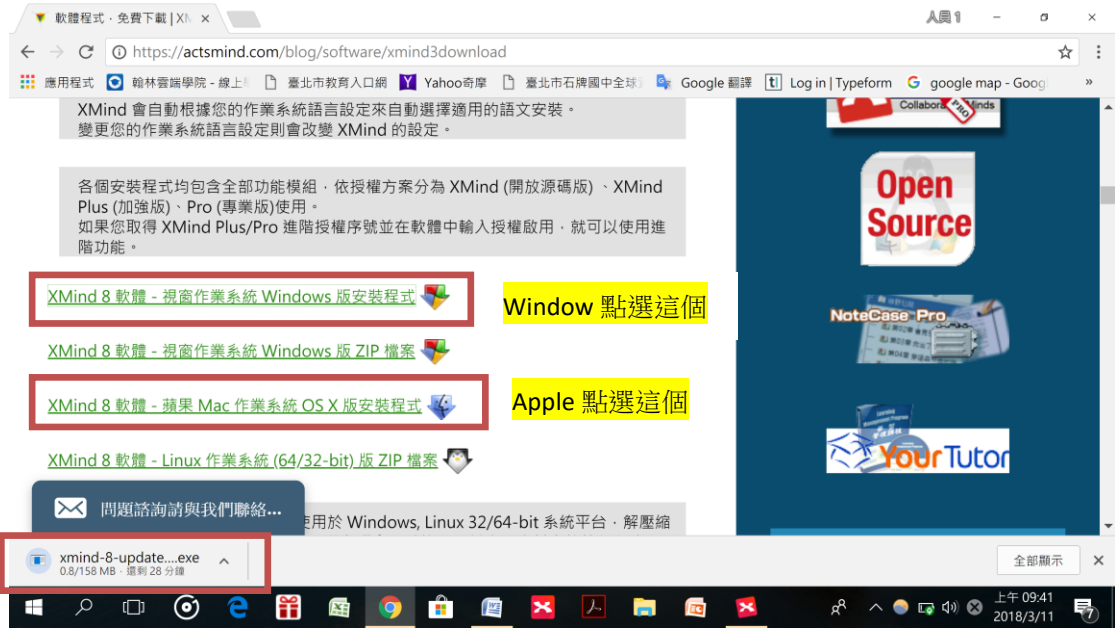 軟體程式 · 免費下載 | XM
人員 1
https://actsmind.com/blog/software/xmind3download
應用程式
翰林雲端學院 - 線上
臺北市教育入口網
Yahoo奇摩
臺北市石牌國中全球
Google 翻譯
Log in | Typeform
google map - Goog
XMind 會自動根據您的作業系統語言設定來自動選擇適用的語文安裝。
變更您的作業系統語言設定則會改變 XMind 的設定。
Minds
PRO
各個安裝程式均包含全部功能模組，依授權方案分為 XMind (開放源碼版) 、XMind
Plus (加強版)、Pro (專業版)使用。
如果您取得 XMind Plus/Pro 進階授權序號並在軟體中輸入授權啟用，就可以使用進
階功能。
Open
Source
XMind 8 軟體 - 視窗作業系統 Windows 版安裝程式
Window 點選這個
NoteCase Pro
XMind 8 軟體 - 視窗作業系統 Windows 版 ZIP 檔案
XMind 8 軟體 - 蘋果 Mac 作業系統 OS X 版安裝程式
Apple 點選這個
XMind 8 軟體 - Linux 作業系統 (64/32-bit) 版 ZIP 檔案
Your Tutor
問題諮詢請與我們聯絡...
使用於 Windows, Linux 32/64-bit 系統平台，解壓縮
xmind-8-update....exe
0.8/158 MB · 還剩 28 分鐘
全部顯示
上午 09:41
2018/3/11
7